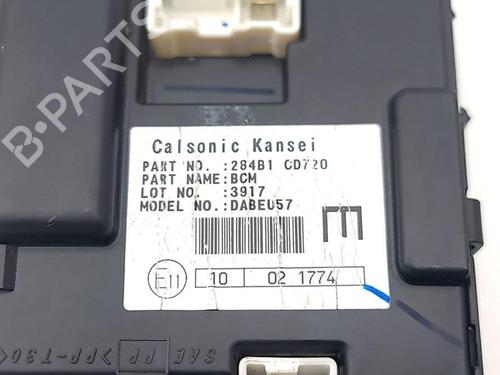 B-PARTS
Calsonic Kansei
PART NO. :284B1 CD720
PART NAME:BCM
LOT NO. :3917
MODEL NO.:DABEU57
E11 10 02 1774
SAE PP >PP-T30<